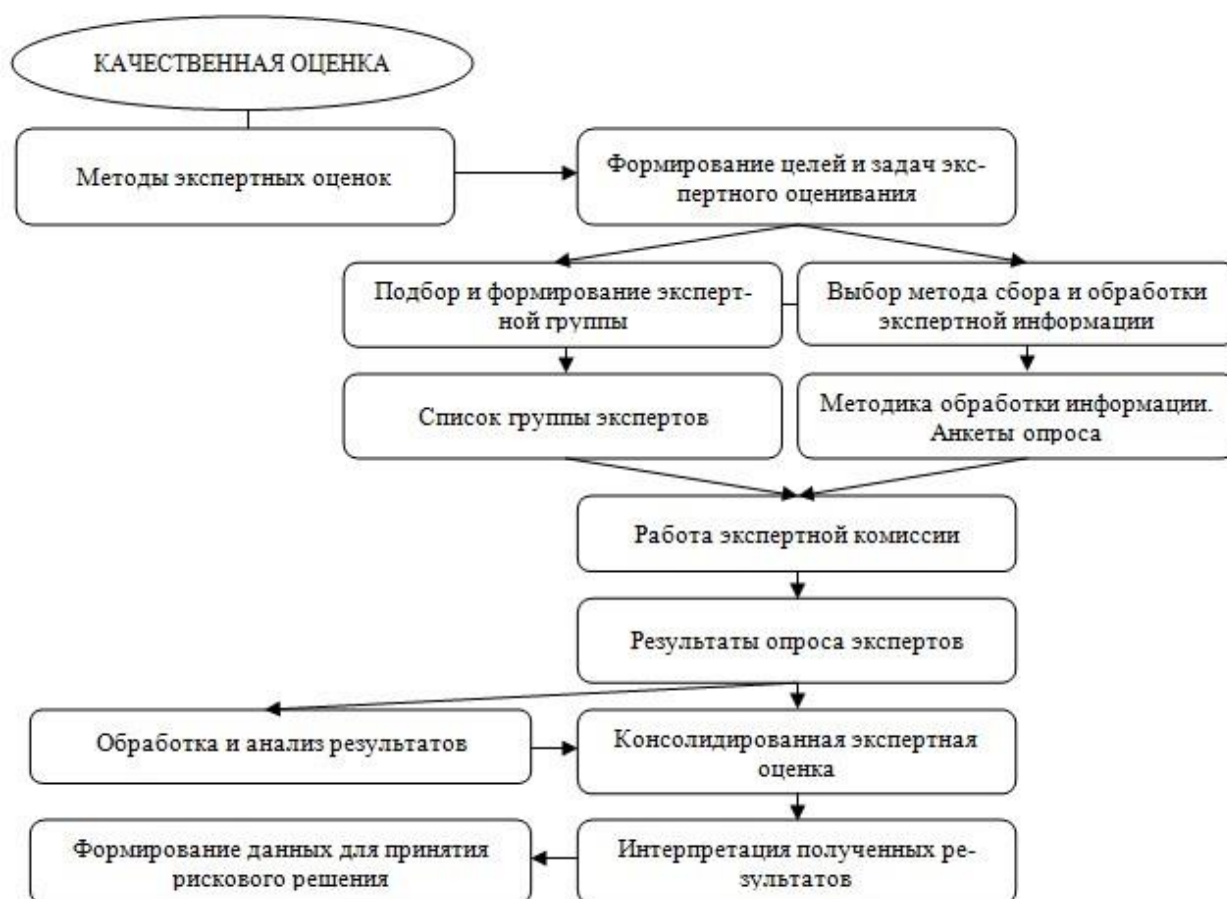 КАЧЕСТВЕННАЯ ОЦЕНКА
Методы экспертных оценок
Формирование целей и задач экс-
пертного оценивания
Подбор и формирование эксперт-
ной группы
Выбор метода сбора и обработки
экспертной информации
Список группы экспертов
Методика обработки информации.
Анкеты опроса
Работа экспертной комиссии
Результаты опроса экспертов
Обработка и анализ результатов
Консолидированная экспертная
оценка
Формирование данных для принятия
рискового решения
Интерпретация полученных ре-
зультатов